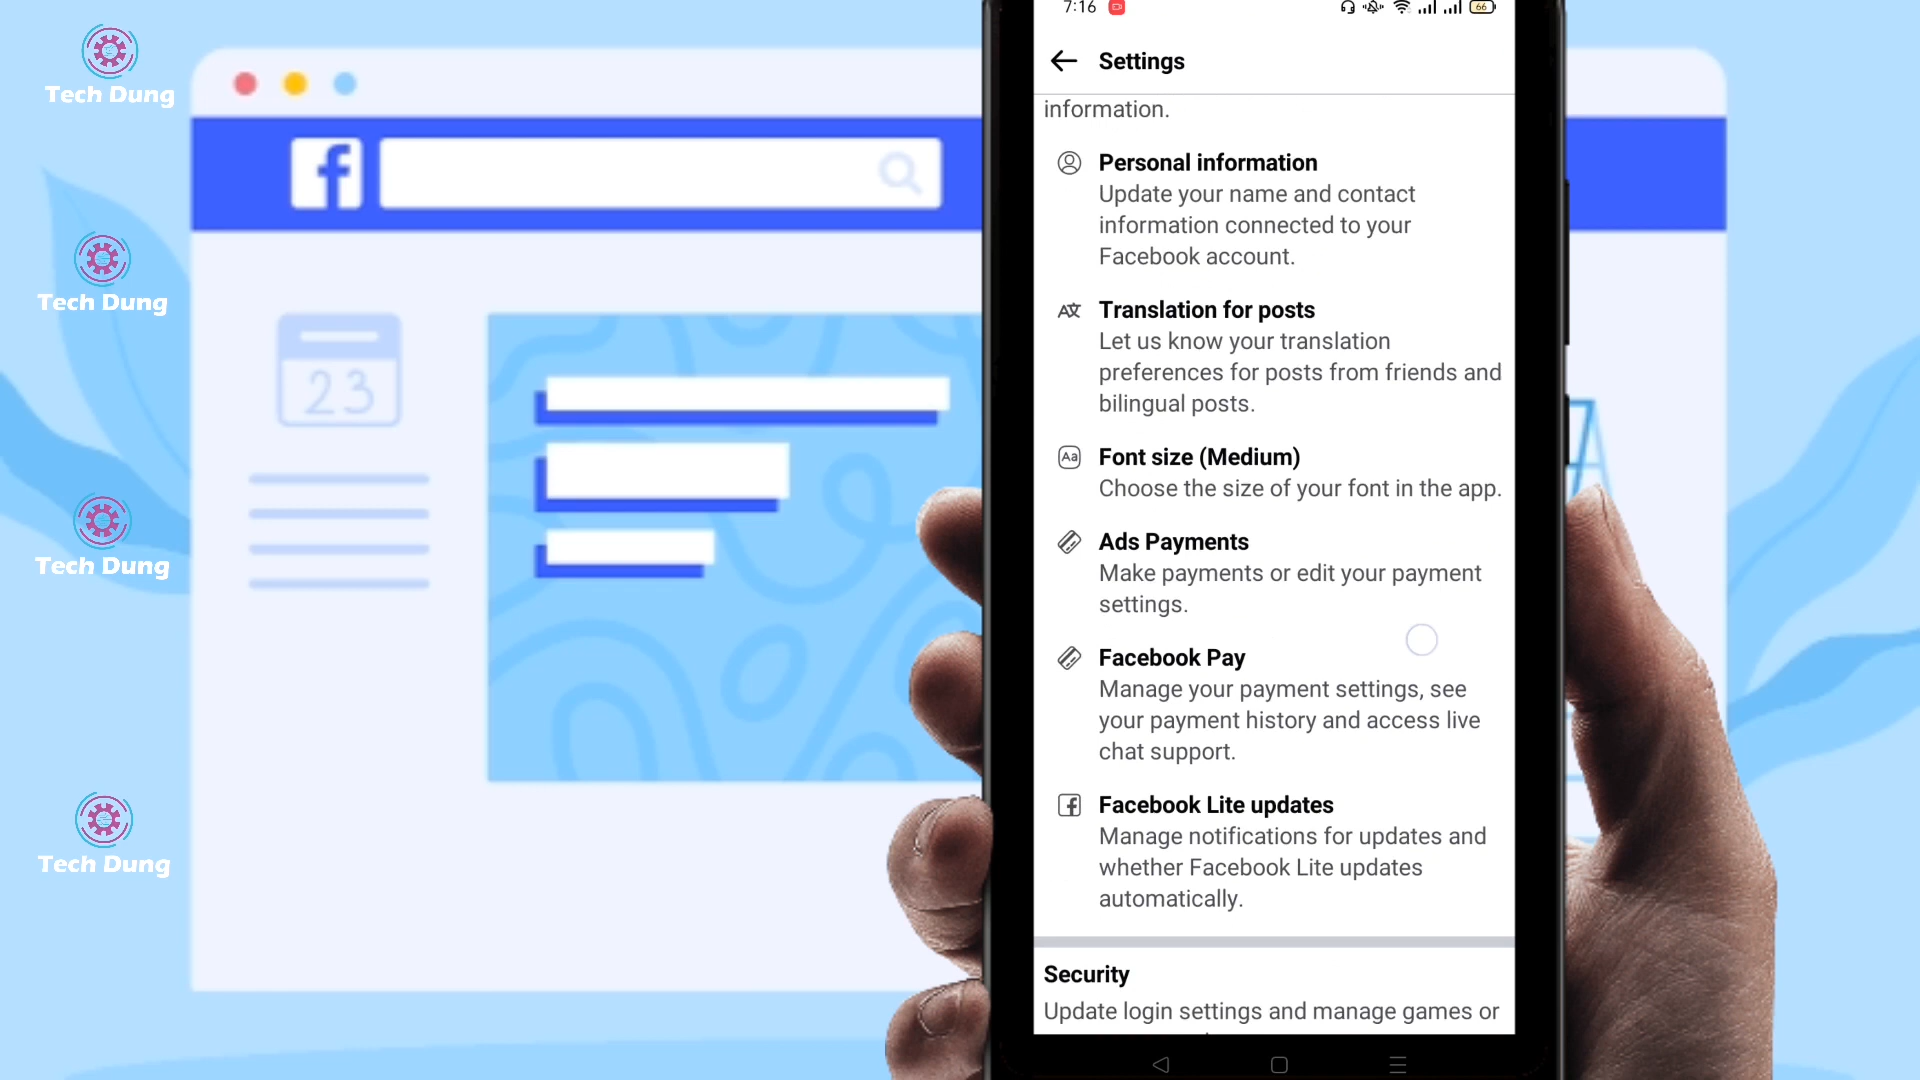 Tech Dung
Tech Dung
Tech Dung
Tech Dung
f
23
7:16
66
Settings
information.
Personal information
Update your name and contact
information connected to your
Facebook account.
Translation for posts
Let us know your translation
preferences for posts from friends and
bilingual posts.
Aa
Font size (Medium)
Choose the size of your font in the app.
Ads Payments
Make payments or edit your payment
settings.
Facebook Pay
Manage your payment settings, see
your payment history and access live
chat support.
Facebook Lite updates
Manage notifications for updates and
whether Facebook Lite updates
automatically.
Security
Update login settings and manage games or